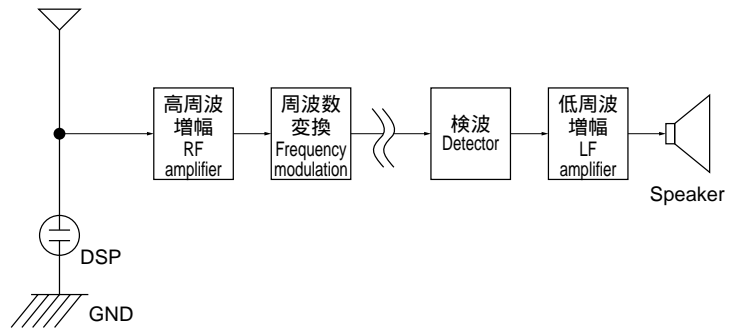 高周波
増幅
RF
amplifier
周波数
変換
Frequency
modulation
検波
Detector
低周波
増幅
LF
amplifier
Speaker
DSP
GND